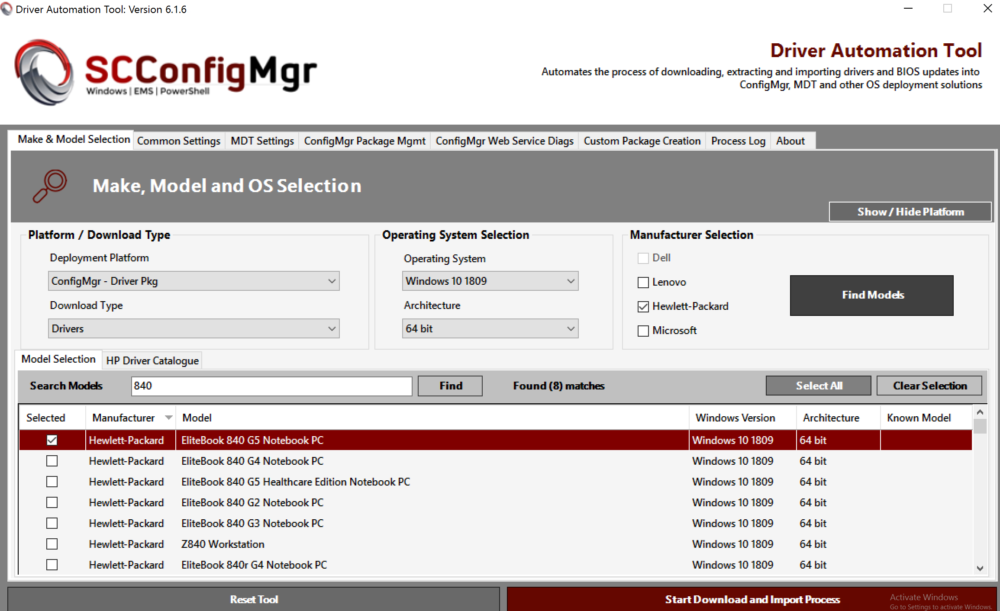 Driver Automation Tool: Version 6.1.6
SCConfigMgr
Windows | EMS | PowerShell
Driver Automation Tool
Automates the process of downloading, extracting and importing drivers and BIOS updates into
ConfigMgr, MDT and other OS deployment solutions
Make & Model Selection Common Settings MDT Settings ConfigMgr Package Mgmt ConfigMgr Web Service Diags Custom Package Creation Process Log About
Make, Model and OS Selection
Show / Hide Platform
Platform / Download Type
Deployment Platform
ConfigMgr - Driver Pkg
Download Type
Drivers
Operating System Selection
Operating System
Windows 10 1809
Architecture
64 bit
Manufacturer Selection
Dell
Lenovo
Hewlett-Packard
Microsoft
Find Models
Model Selection HP Driver Catalogue
Search Models 840 Find Found (8) matches Select All Clear Selection
Selected Manufacturer Model Windows Version Architecture Known Model
Hewlett-Packard EliteBook 840 G5 Notebook PC Windows 10 1809 64 bit
Hewlett-Packard EliteBook 840 G4 Notebook PC Windows 10 1809 64 bit
Hewlett-Packard EliteBook 840 G5 Healthcare Edition Notebook PC Windows 10 1809 64 bit
Hewlett-Packard EliteBook 840 G2 Notebook PC Windows 10 1809 64 bit
Hewlett-Packard EliteBook 840 G3 Notebook PC Windows 10 1809 64 bit
Hewlett-Packard Z840 Workstation Windows 10 1809 64 bit
Hewlett-Packard EliteBook 840r G4 Notebook PC Windows 10 1809 64 bit
Reset Tool Start Download and Import Process
Activate Windows
Go to Settings to activate Windows.